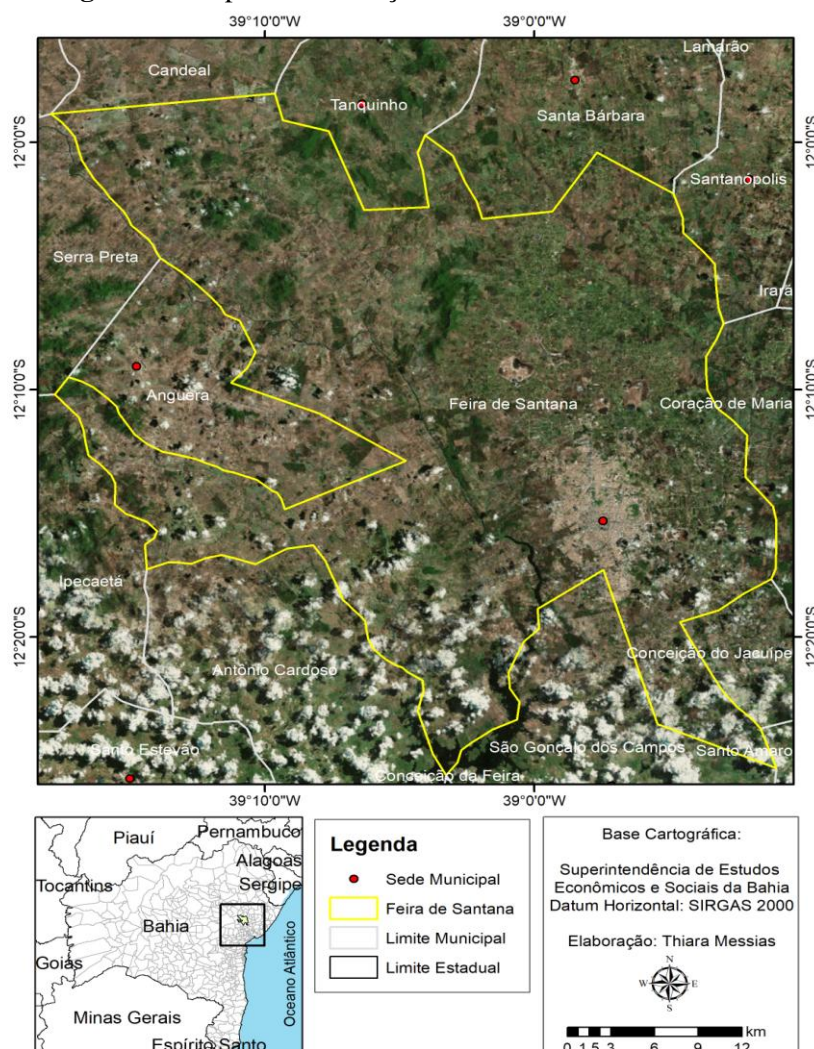 39°10'0"W
39°0'0"W
Lamarão
Candeal
Tanquinho
Santa Bárbara
12°0'0"S
12°0'0"S
Santanópolis
Serra Preta
Irará
12°10'0"S
12°10'0"S
Anguera
Feira de Santana
Coração de Maria
Ipecaetá
12°20'0"S
12°20'0"S
Conceição do Jacuípe
Antônio Cardoso
Santo Estevão
São Gonçalo dos Campos
Santo Amaro
Conceição da Feira
39°10'0"W
39°0'0"W
Piauí
Pernambuco
Alagoas
Sergipe
Tocantins
Bahia
Goiás
Oceano Atlântico
Minas Gerais
Espírito Santo
Legenda
Sede Municipal
Feira de Santana
Limite Municipal
Limite Estadual
Base Cartográfica:
Superintendência de Estudos
Econômicos e Sociais da Bahia
Datum Horizontal: SIRGAS 2000
Elaboração: Thiara Messias
N
W E
S
km
0 1,5 3 6 9 12